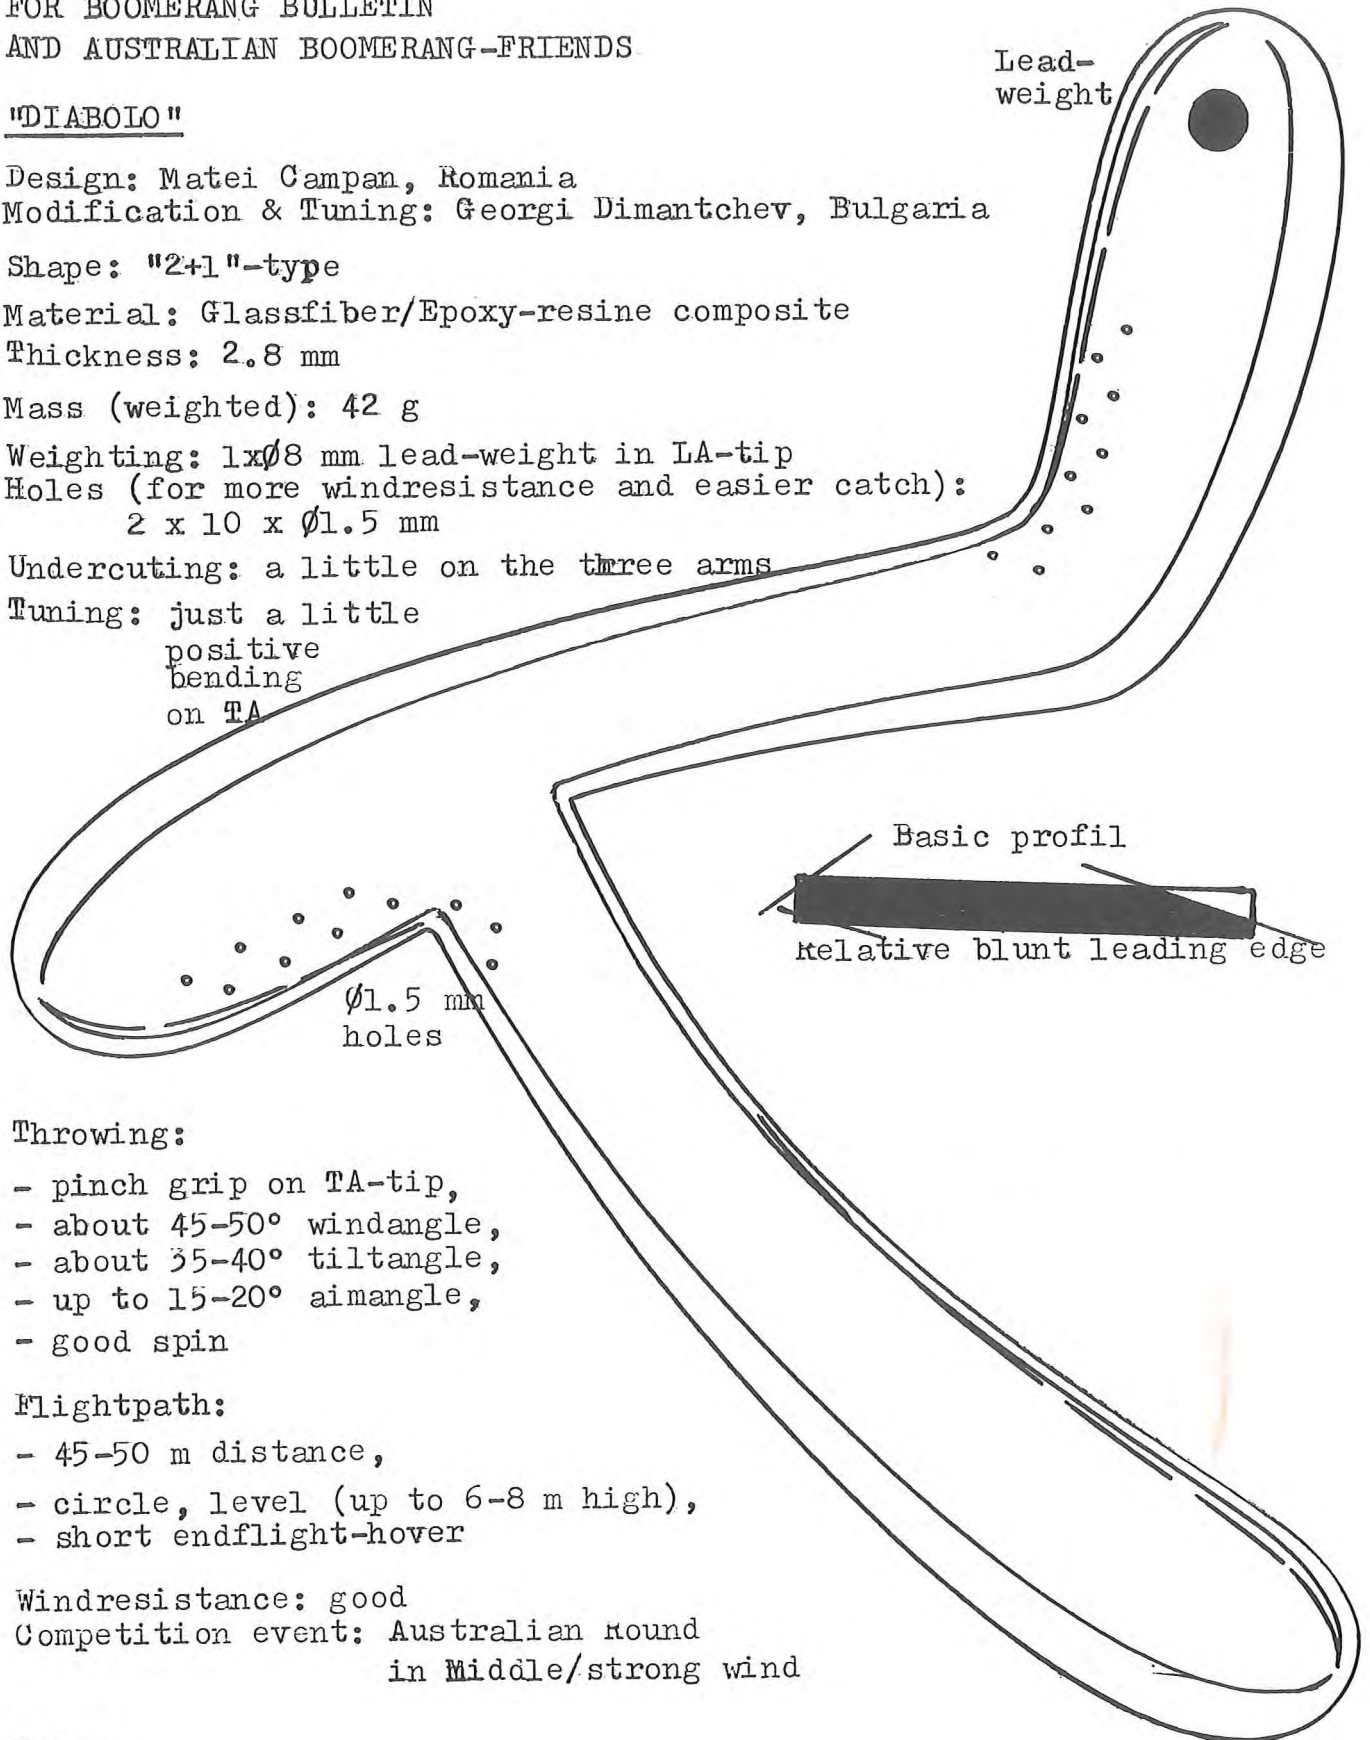 FOR BOOMERANG BULLETIN
AND AUSTRALIAN BOOMERANG-FRIENDS
"DIABOLO"
Design: Matei Campan, Romania
Modification & Tuning: Georgi Dimantchev, Bulgaria
Shape: "2+1"-type
Material: Glassfiber/Epoxy-resine composite
Thickness: 2.8 mm
Mass (weighted): 42 g
Weighting: 1xØ8 mm lead-weight in LA-tip
Holes (for more windresistance and easier catch):
2 x 10 x Ø1.5 mm
Undercuting: a little on the three arms
Tuning: just a little
positive
bending
on TA
Lead-
weight
Basic profil
Relative blunt leading edge
Ø1.5 mm
holes
Throwing:
- pinch grip on TA-tip,
- about 45-50° windangle,
- about 35-40° tiltangle,
- up to 15-20° aimangle,
- good spin
Flightpath:
- 45-50 m distance,
- circle, level (up to 6-8 m high),
- short endflight-hover
Windresistance: good
Competition event: Australian Round
in Middle/strong wind